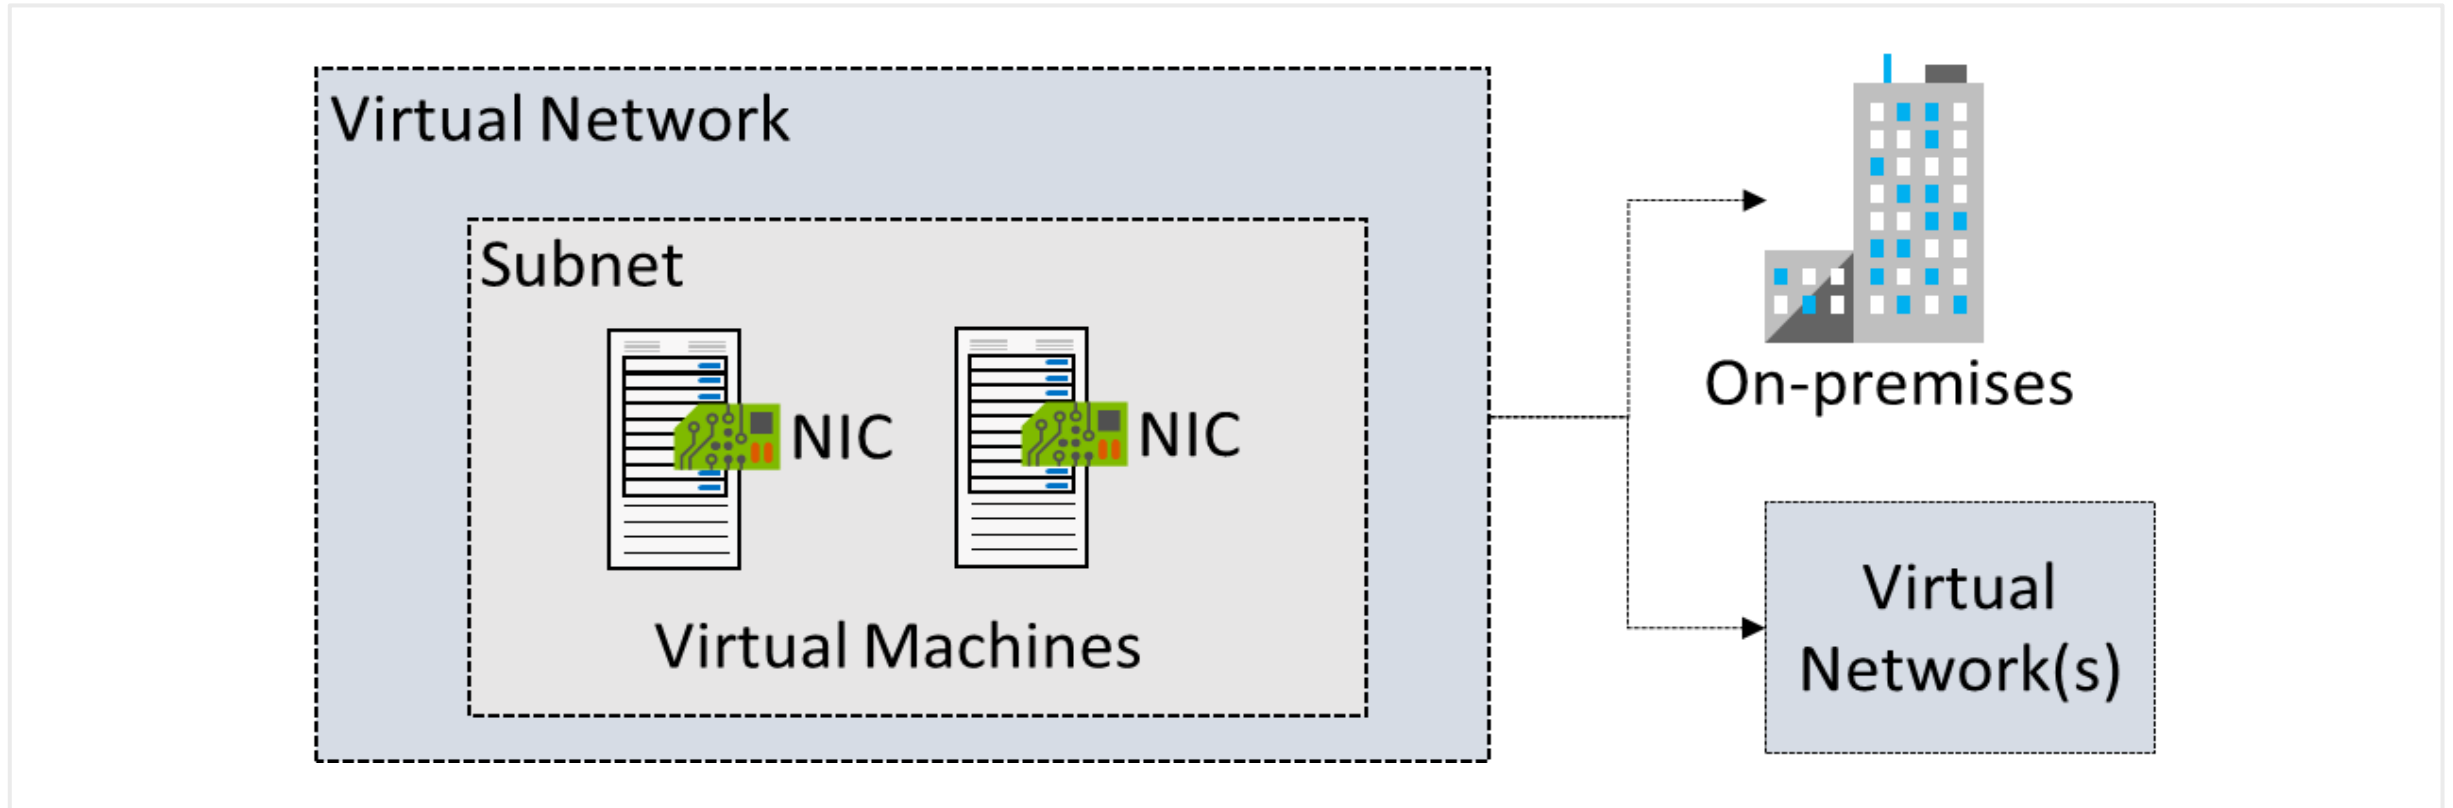 Virtual Network
Subnet
NIC
NIC
Virtual Machines
On-premises
Virtual
Network(s)